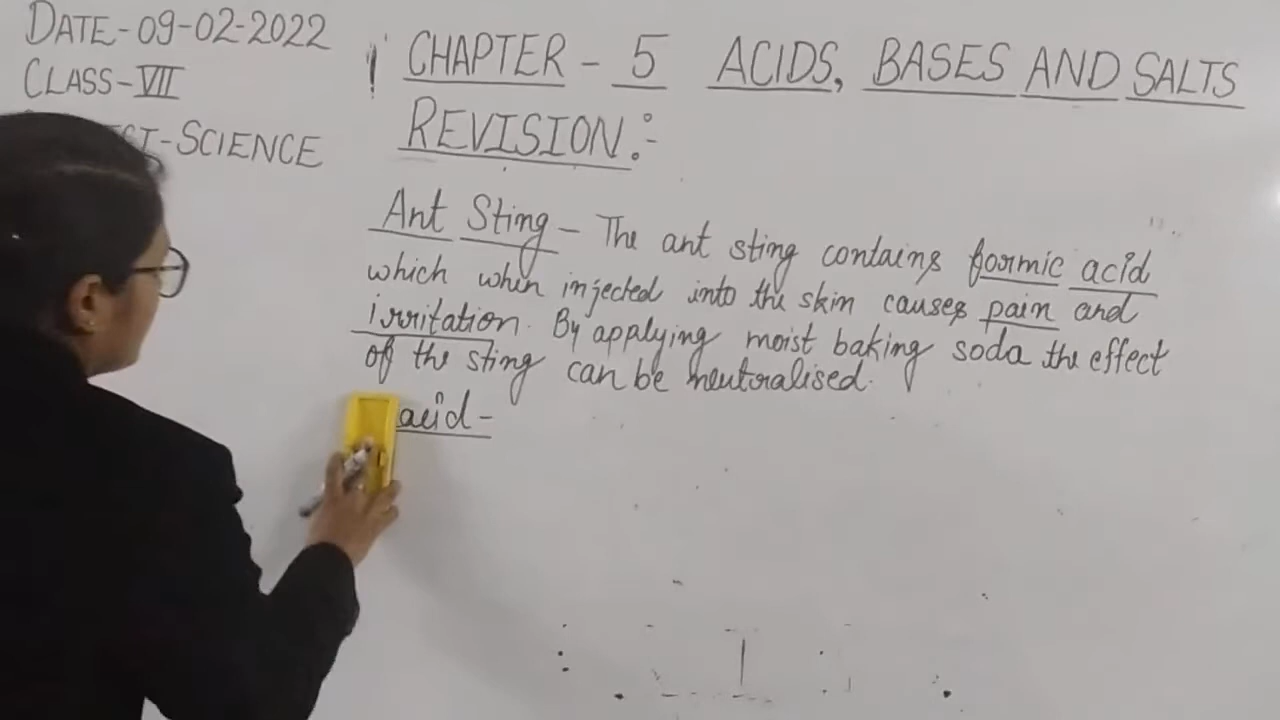 DATE-09-02-2022
CLASS-VII
CHAPTER - 5 ACIDS, BASES AND SALTS
SCIENCE
REVISION:-
Ant Sting - The ant sting contains formic acid
which when injected into the skin causes pain and
irritation. By applying moist baking soda the effect
of the sting can be neutralised.
acid-